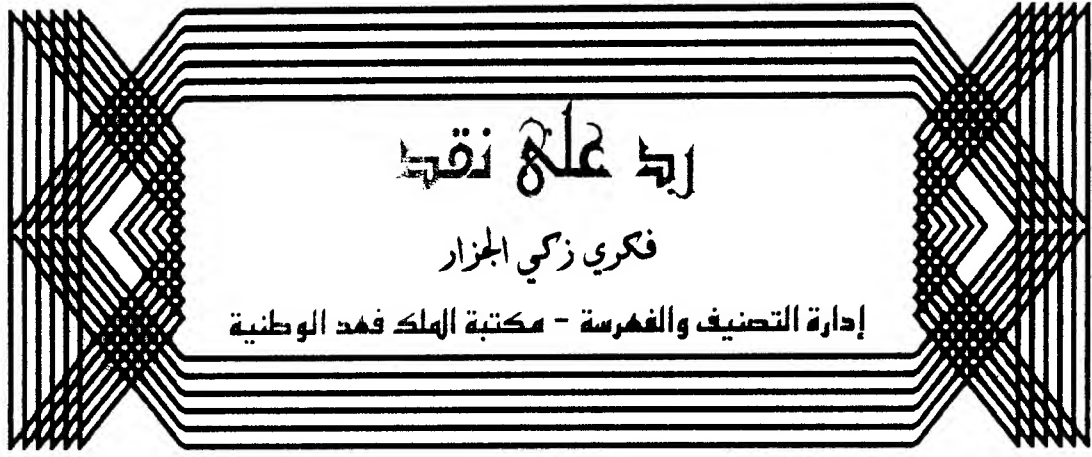 رد على نقد
فكري زكي الجزار
إدارة التصنيف والفهرسة - مكتبة الملك فهد الوطنية